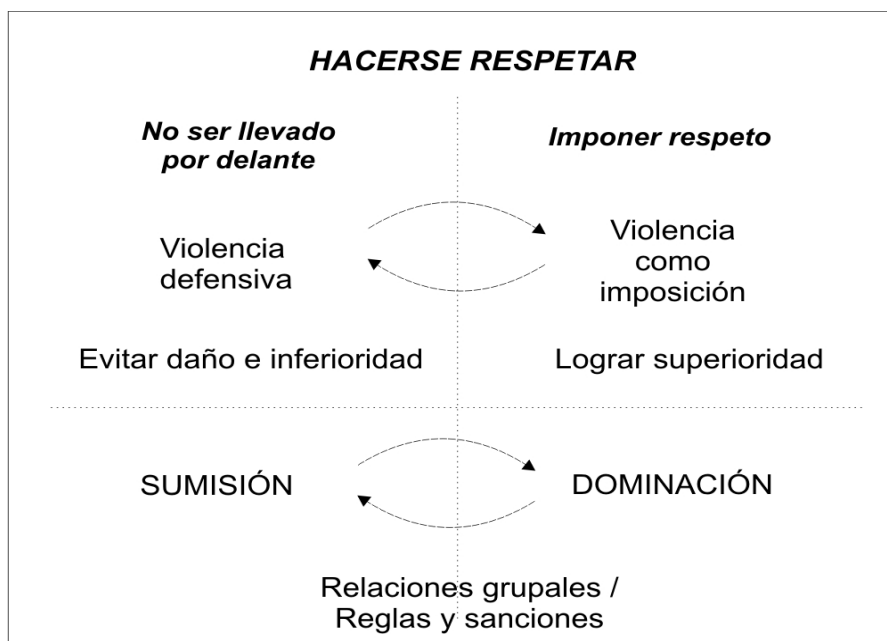 HACERSE RESPETAR
No ser llevado
por delante
Imponer respeto
Violencia
defensiva
Violencia
como
imposición
Evitar daño e inferioridad
Lograr superioridad
SUMISIÓN
DOMINACIÓN
Relaciones grupales /
Reglas y sanciones